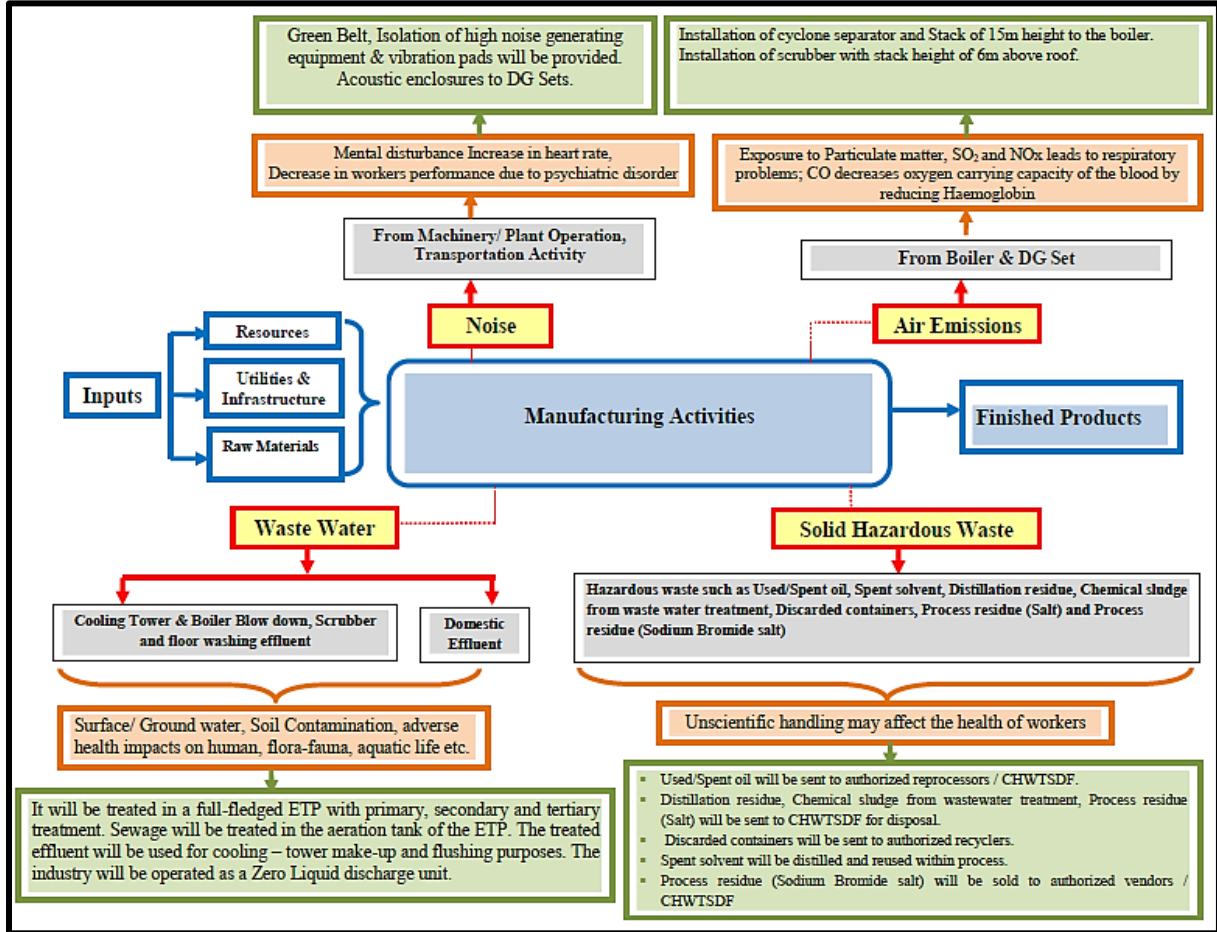 Green Belt, Isolation of high noise generating
equipment & vibration pads will be provided.
Acoustic enclosures to DG Sets.
Installation of cyclone separator and Stack of 15m height to the boiler.
Installation of scrubber with stack height of 6m above roof.
Mental disturbance Increase in heart rate,
Decrease in workers performance due to psychiatric disorder
Exposure to Particulate matter, SO₂ and NOx leads to respiratory
problems; CO decreases oxygen carrying capacity of the blood by
reducing Haemoglobin
From Machinery/ Plant Operation,
Transportation Activity
From Boiler & DG Set
Noise
Air Emissions
Inputs
Resources
Utilities &
Infrastructure
Raw Materials
Manufacturing Activities
Finished Products
Waste Water
Solid Hazardous Waste
Cooling Tower & Boiler Blow down, Scrubber
and floor washing effluent
Domestic
Effluent
Hazardous waste such as Used/Spent oil, Spent solvent, Distillation residue, Chemical sludge
from waste water treatment, Discarded containers, Process residue (Salt) and Process
residue (Sodium Bromide salt)
Surface/ Ground water, Soil Contamination, adverse
health impacts on human, flora-fauna, aquatic life etc.
Unscientific handling may affect the health of workers
It will be treated in a full-fledged ETP with primary, secondary and tertiary
treatment. Sewage will be treated in the aeration tank of the ETP. The treated
effluent will be used for cooling – tower make-up and flushing purposes. The
industry will be operated as a Zero Liquid discharge unit.
▪ Used/Spent oil will be sent to authorized reprocessors / CHWTSDF.
▪ Distillation residue, Chemical sludge from wastewater treatment, Process residue
(Salt) will be sent to CHWTSDF for disposal.
▪ Discarded containers will be sent to authorized recyclers.
▪ Spent solvent will be distilled and reused within process.
▪ Process residue (Sodium Bromide salt) will be sold to authorized vendors /
CHWTSDF